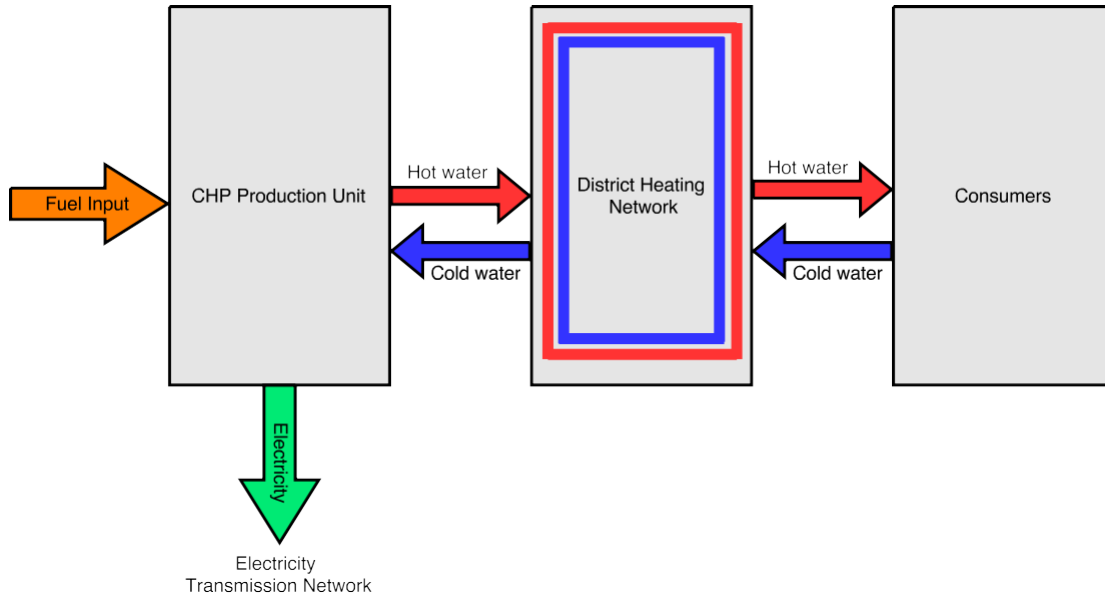 Fuel Input
CHP Production Unit
Hot water
Cold water
District Heating
Network
Hot water
Cold water
Consumers
Electricity
Electricity
Transmission Network